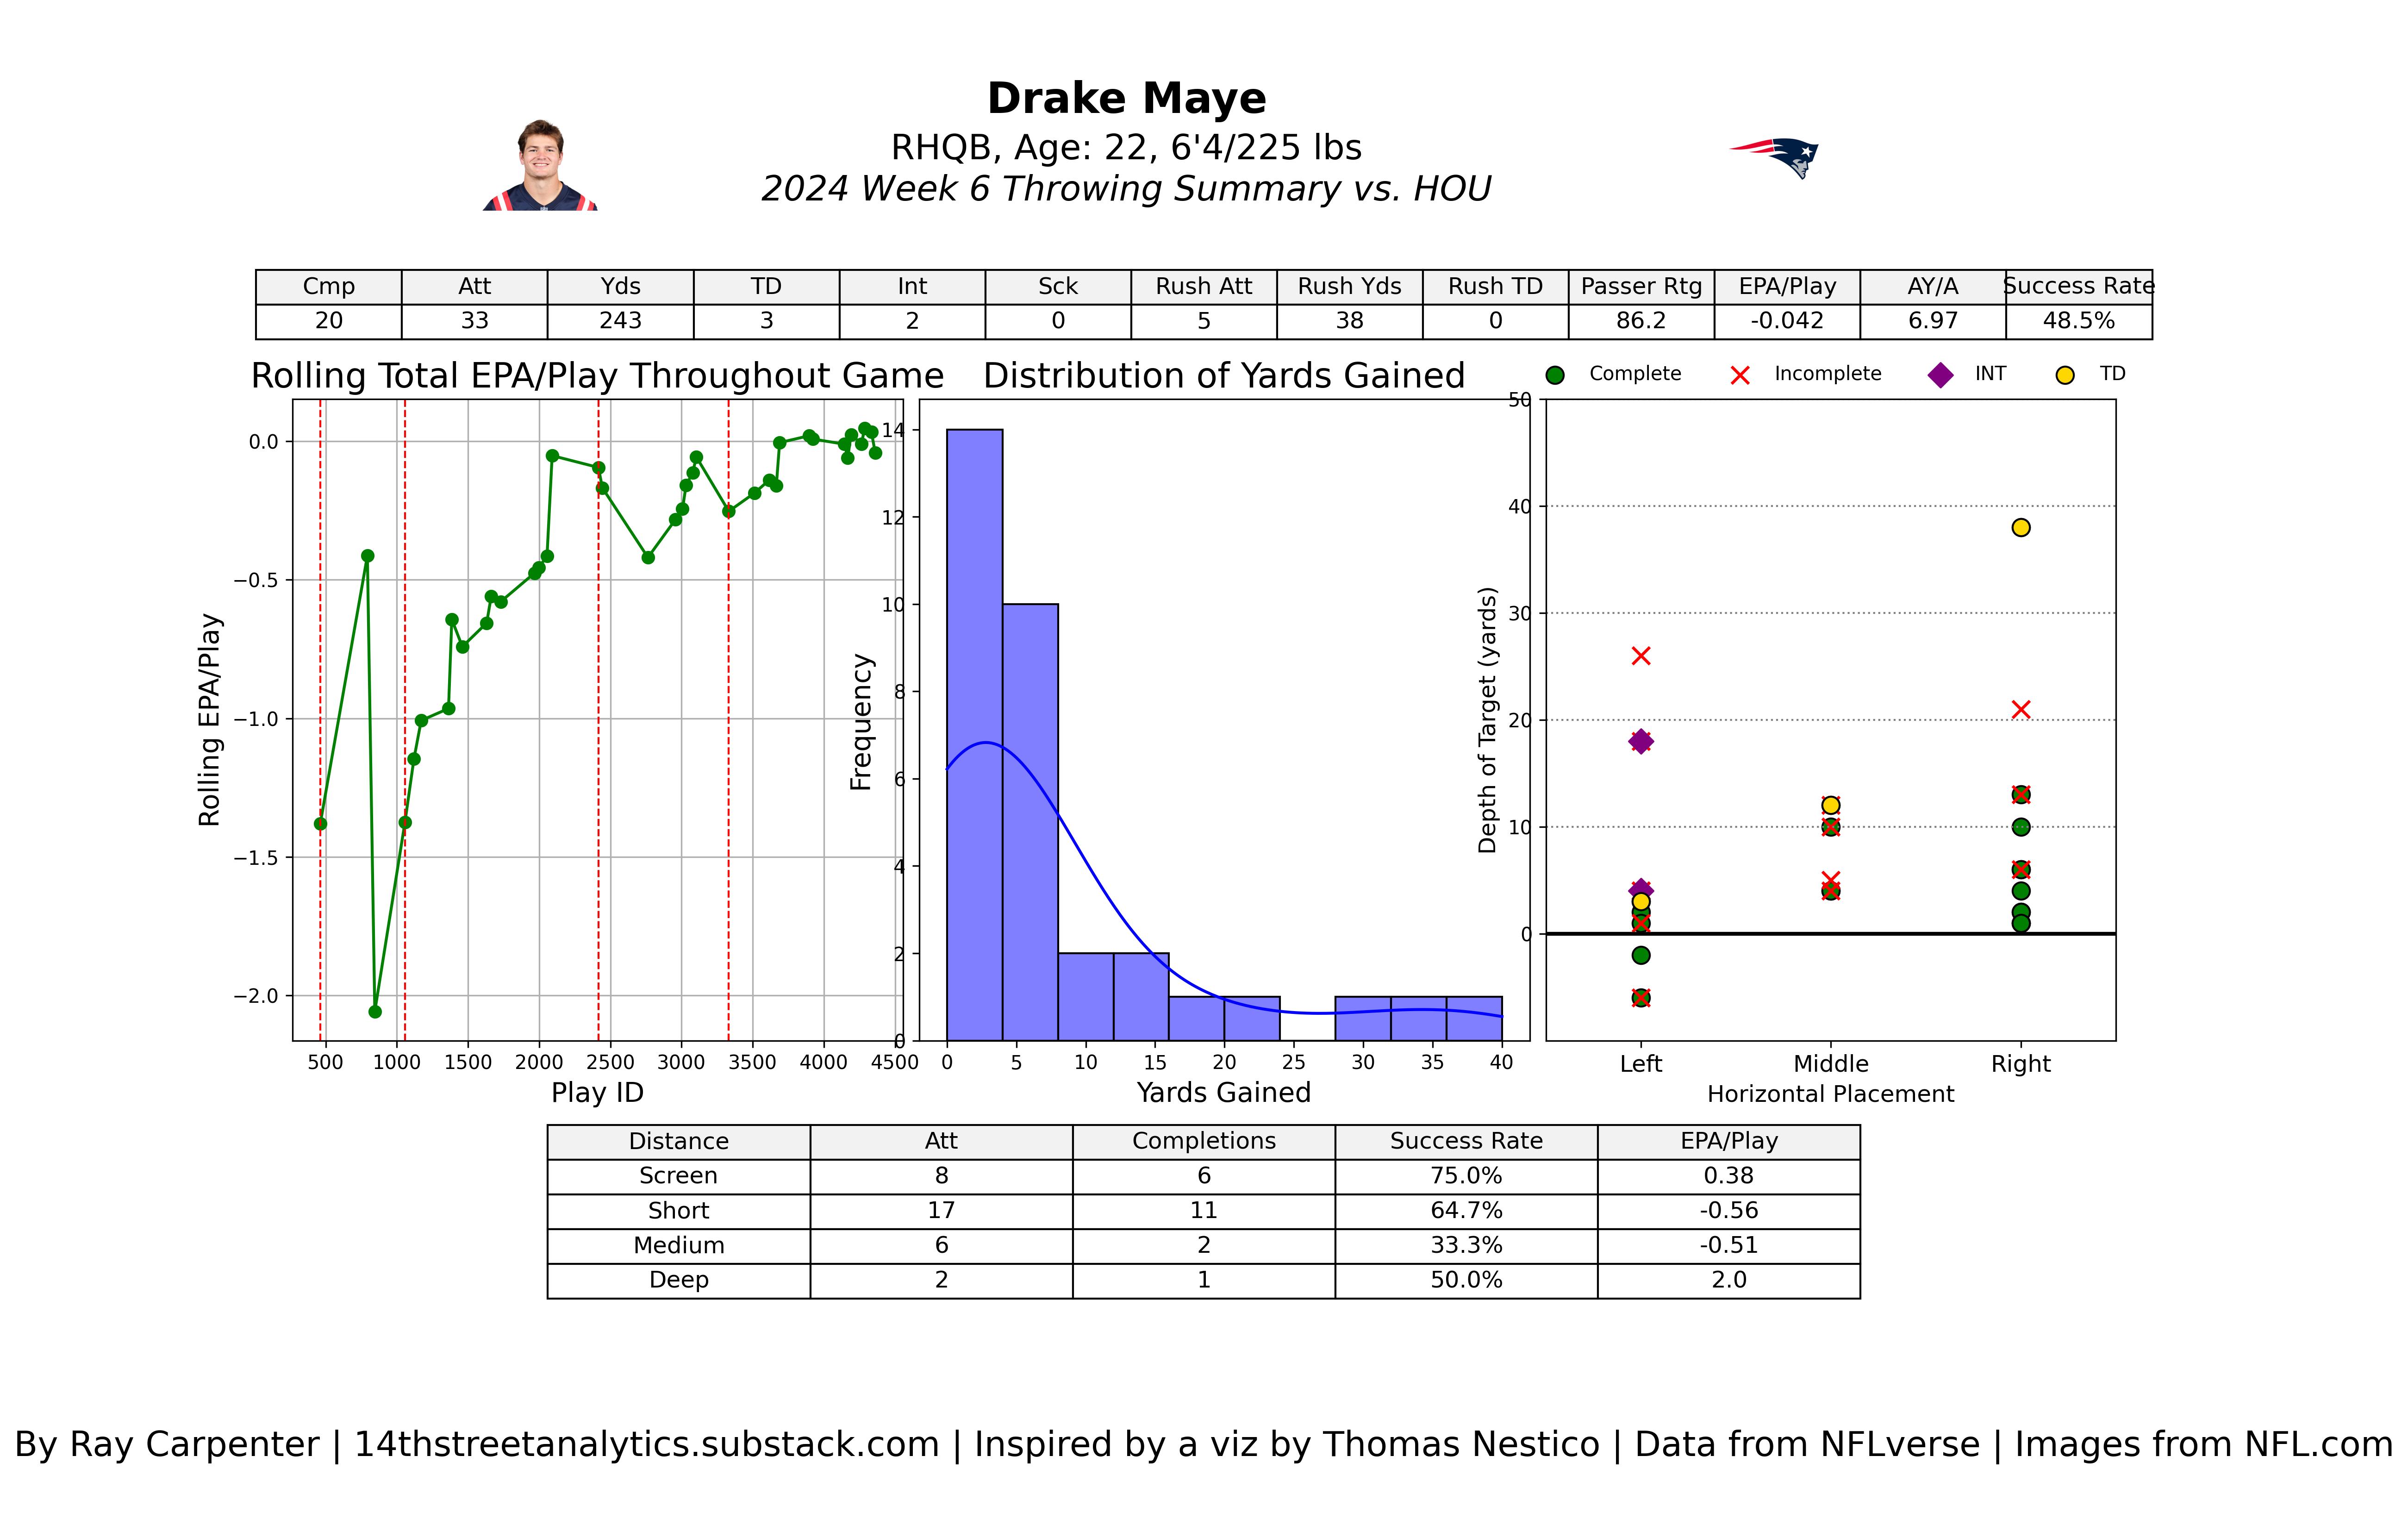 Drake Maye
RHQB, Age: 22, 6'4/225 lbs
2024 Week 6 Throwing Summary vs. HOU
Cmp Att Yds TD Int Sck Rush Att Rush Yds Rush TD Passer Rtg EPA/Play AY/A Success Rate
20 33 243 3 2 0 5 38 0 86.2 -0.042 6.97 48.5%
Rolling Total EPA/Play Throughout Game
0.0
−0.5
−1.0
−1.5
−2.0
Rolling EPA/Play
500 1000 1500 2000 2500 3000 3500 4000 4500
Play ID
Distribution of Yards Gained
14
12
10
8
6
4
2
0
Frequency
0 5 10 15 20 25 30 35 40
Yards Gained
Complete Incomplete INT TD
50
40
30
20
10
0
Depth of Target (yards)
Left Middle Right
Horizontal Placement
Distance Att Completions Success Rate EPA/Play
Screen 8 6 75.0% 0.38
Short 17 11 64.7% -0.56
Medium 6 2 33.3% -0.51
Deep 2 1 50.0% 2.0
By Ray Carpenter | 14thstreetanalytics.substack.com | Inspired by a viz by Thomas Nestico | Data from NFLverse | Images from NFL.com